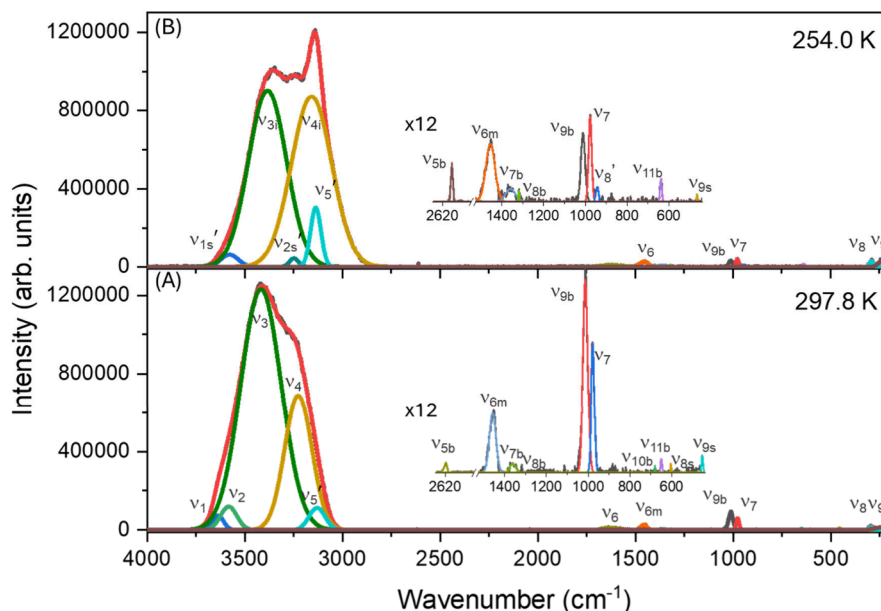 (B)
254.0 K
1200000
800000
400000
0
ν3i
ν4i
ν5'
ν1s'
ν2s'
x12
ν5b
ν6m
ν7b
ν8b
ν9b
ν7
ν8'
ν11b
ν9s
2620
1400
1200
1000
800
600
ν6
ν9b
ν7
ν8
(A)
297.8 K
1200000
800000
400000
0
ν3
ν4
ν1
ν2
ν5'
x12
ν5b
ν6m
ν7b
ν8b
ν9b
ν7
ν10b
ν11b
ν8s
ν9s
2620
1400
1200
1000
800
600
ν6
ν6m
ν9b
ν7
ν8
Intensity (arb. units)
4000
3500
3000
2500
2000
1500
1000
500
Wavenumber (cm-1)